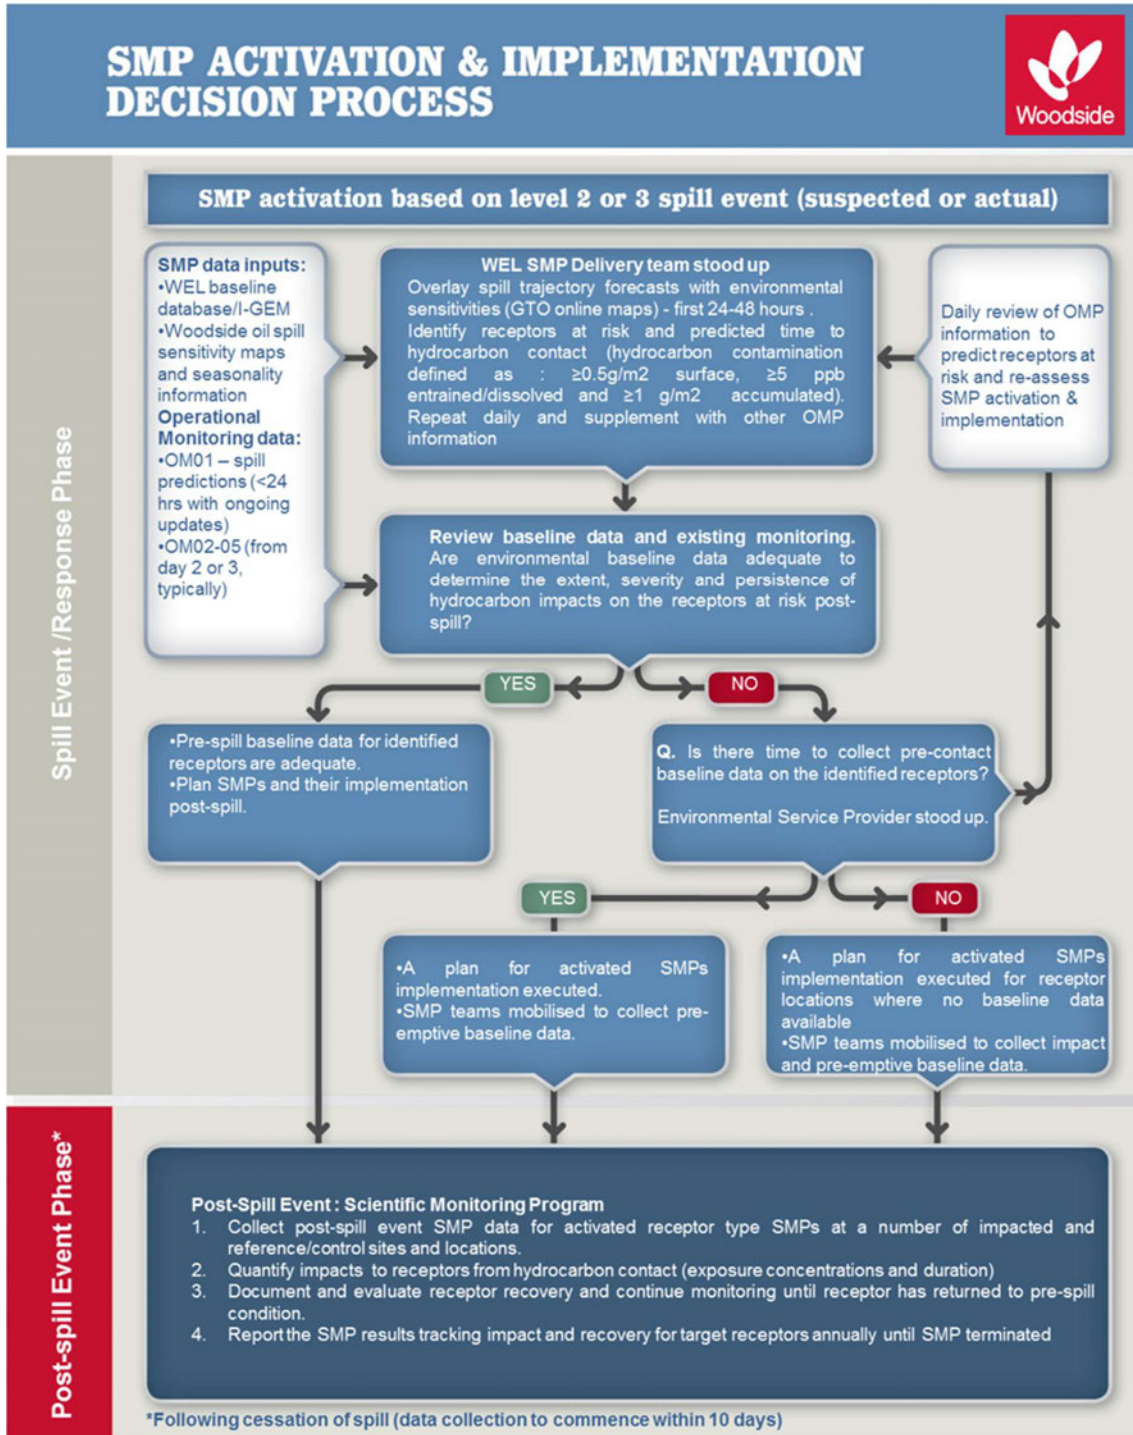 SMP ACTIVATION & IMPLEMENTATION
DECISION PROCESS
Woodside
Spill Event /Response Phase
SMP activation based on level 2 or 3 spill event (suspected or actual)
SMP data inputs:
•WEL baseline
database/I-GEM
•Woodside oil spill
sensitivity maps
and seasonality
information
Operational
Monitoring data:
•OM01 – spill
predictions (<24
hrs with ongoing
updates)
•OM02-05 (from
day 2 or 3,
typically)
WEL SMP Delivery team stood up
Overlay spill trajectory forecasts with environmental
sensitivities (GTO online maps) - first 24-48 hours .
Identify receptors at risk and predicted time to
hydrocarbon contact (hydrocarbon contamination
defined as : ≥0.5g/m2 surface, ≥5 ppb
entrained/dissolved and ≥1 g/m2 accumulated).
Repeat daily and supplement with other OMP
information
Daily review of OMP
information to
predict receptors at
risk and re-assess
SMP activation &
implementation
Review baseline data and existing monitoring.
Are environmental baseline data adequate to
determine the extent, severity and persistence of
hydrocarbon impacts on the receptors at risk post-
spill?
YES
NO
•Pre-spill baseline data for identified
receptors are adequate.
•Plan SMPs and their implementation
post-spill.
Q. Is there time to collect pre-contact
baseline data on the identified receptors?
Environmental Service Provider stood up.
YES
NO
•A plan for activated SMPs
implementation executed.
•SMP teams mobilised to collect pre-
emptive baseline data.
•A plan for activated SMPs
implementation executed for receptor
locations where no baseline data
available
•SMP teams mobilised to collect impact
and pre-emptive baseline data.
Post-spill Event Phase*
Post-Spill Event : Scientific Monitoring Program
1. Collect post-spill event SMP data for activated receptor type SMPs at a number of impacted and
reference/control sites and locations.
2. Quantify impacts to receptors from hydrocarbon contact (exposure concentrations and duration)
3. Document and evaluate receptor recovery and continue monitoring until receptor has returned to pre-spill
condition.
4. Report the SMP results tracking impact and recovery for target receptors annually until SMP terminated
*Following cessation of spill (data collection to commence within 10 days)